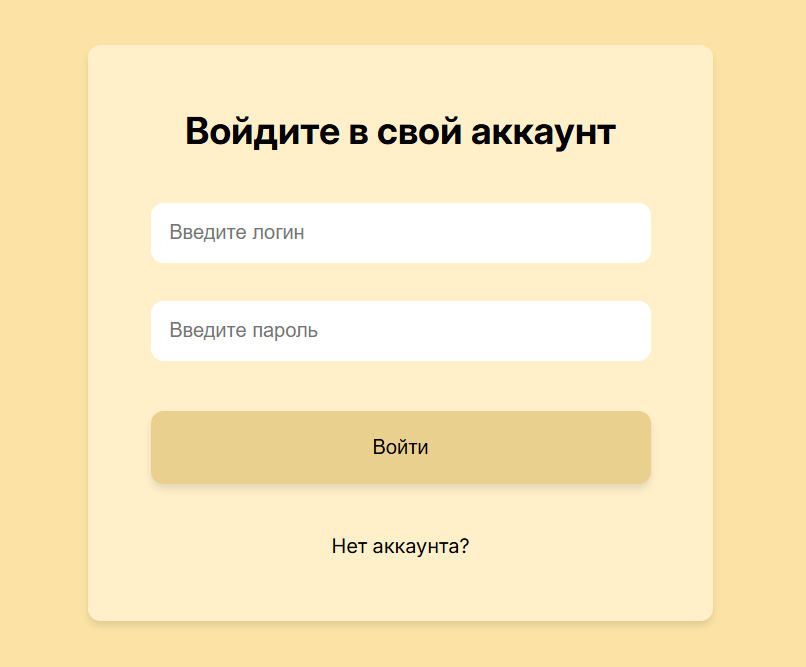 Войдите в свой аккаунт
Введите логин
Введите пароль
Войти
Нет аккаунта?